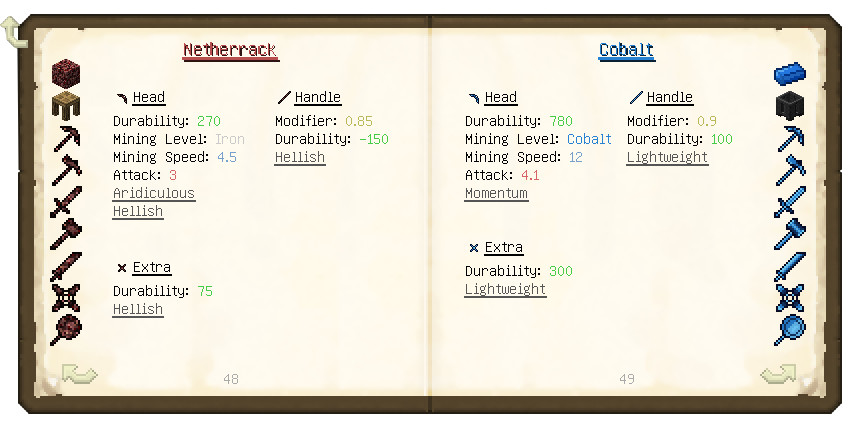 Netherrack
Head
Durability: 270
Mining Level: Iron
Mining Speed: 4.5
Attack: 3
Aridiculous
Hellish
Handle
Modifier: 0.85
Durability: -150
Hellish
Extra
Durability: 75
Hellish
48
Cobalt
Head
Durability: 780
Mining Level: Cobalt
Mining Speed: 12
Attack: 4.1
Momentum
Handle
Modifier: 0.9
Durability: 100
Lightweight
Extra
Durability: 300
Lightweight
49